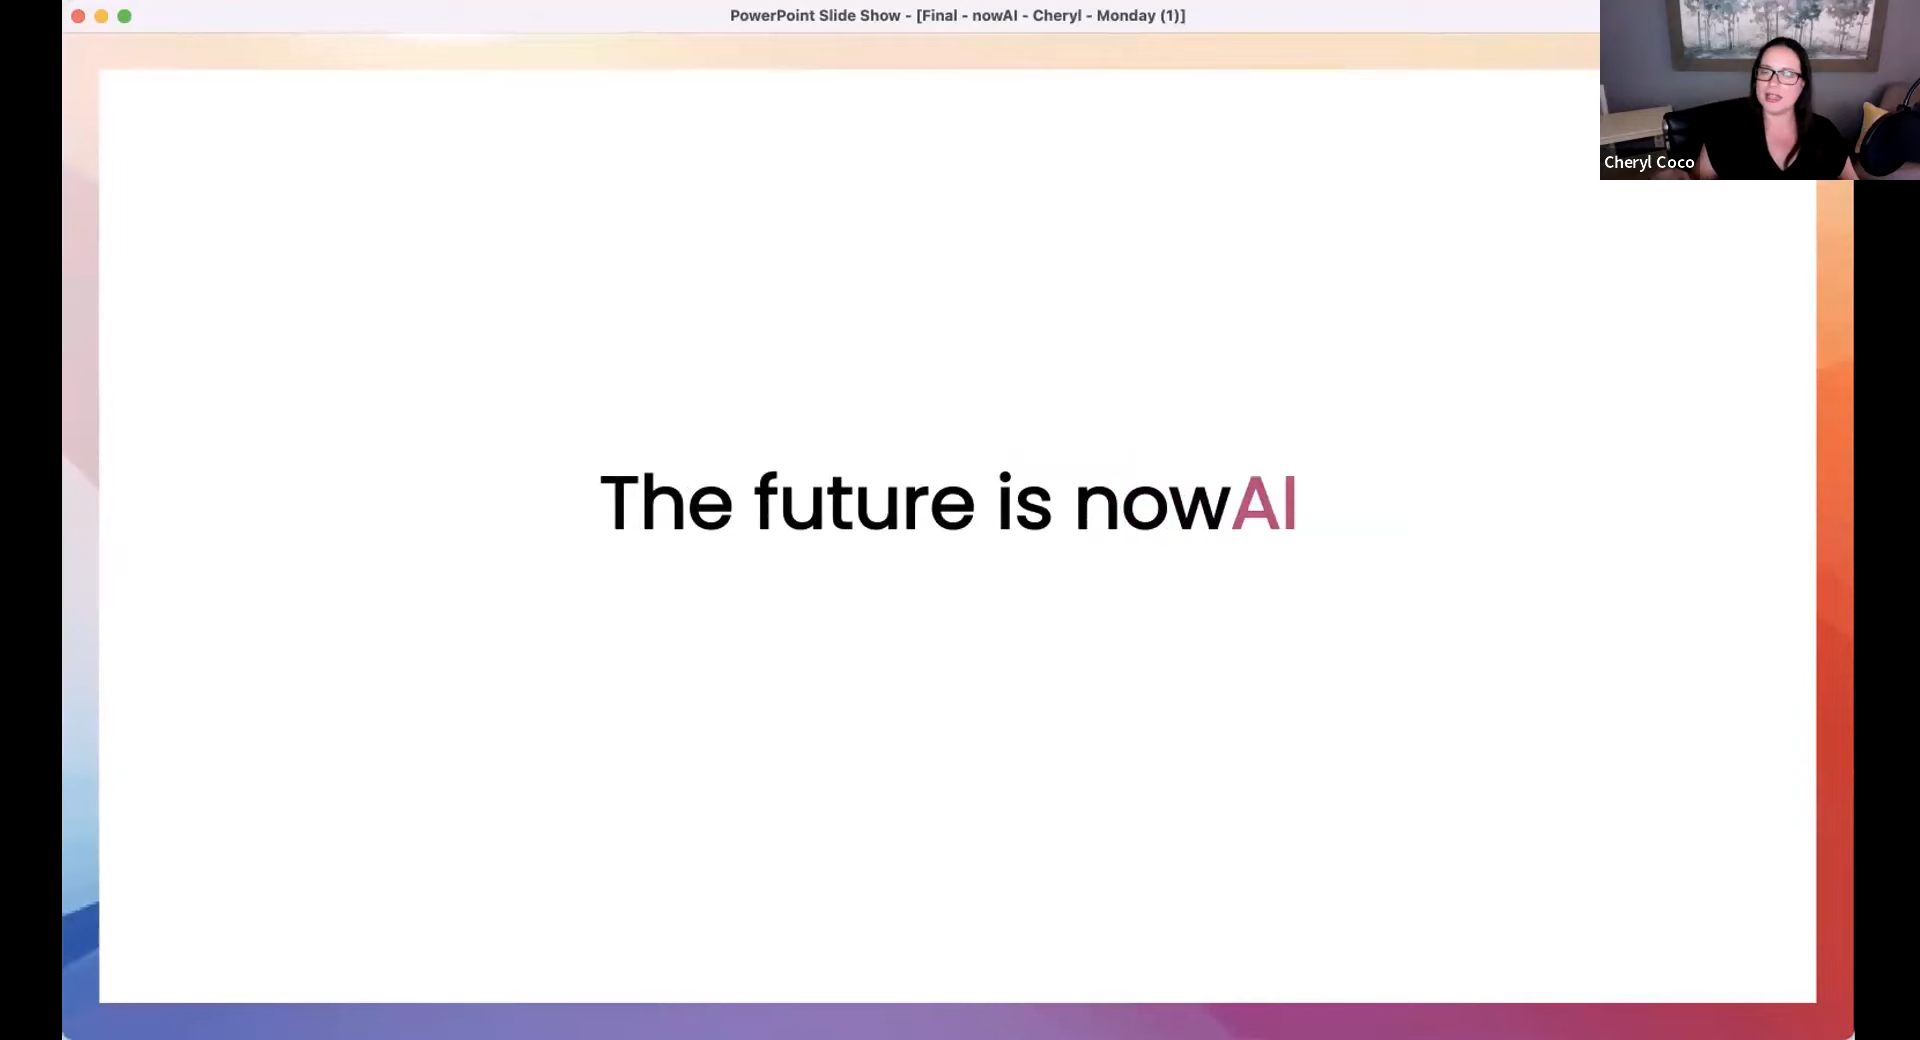 PowerPoint Slide Show - [Final - nowAI - Cheryl - Monday (1)]
Cheryl Coco
The future is nowAI